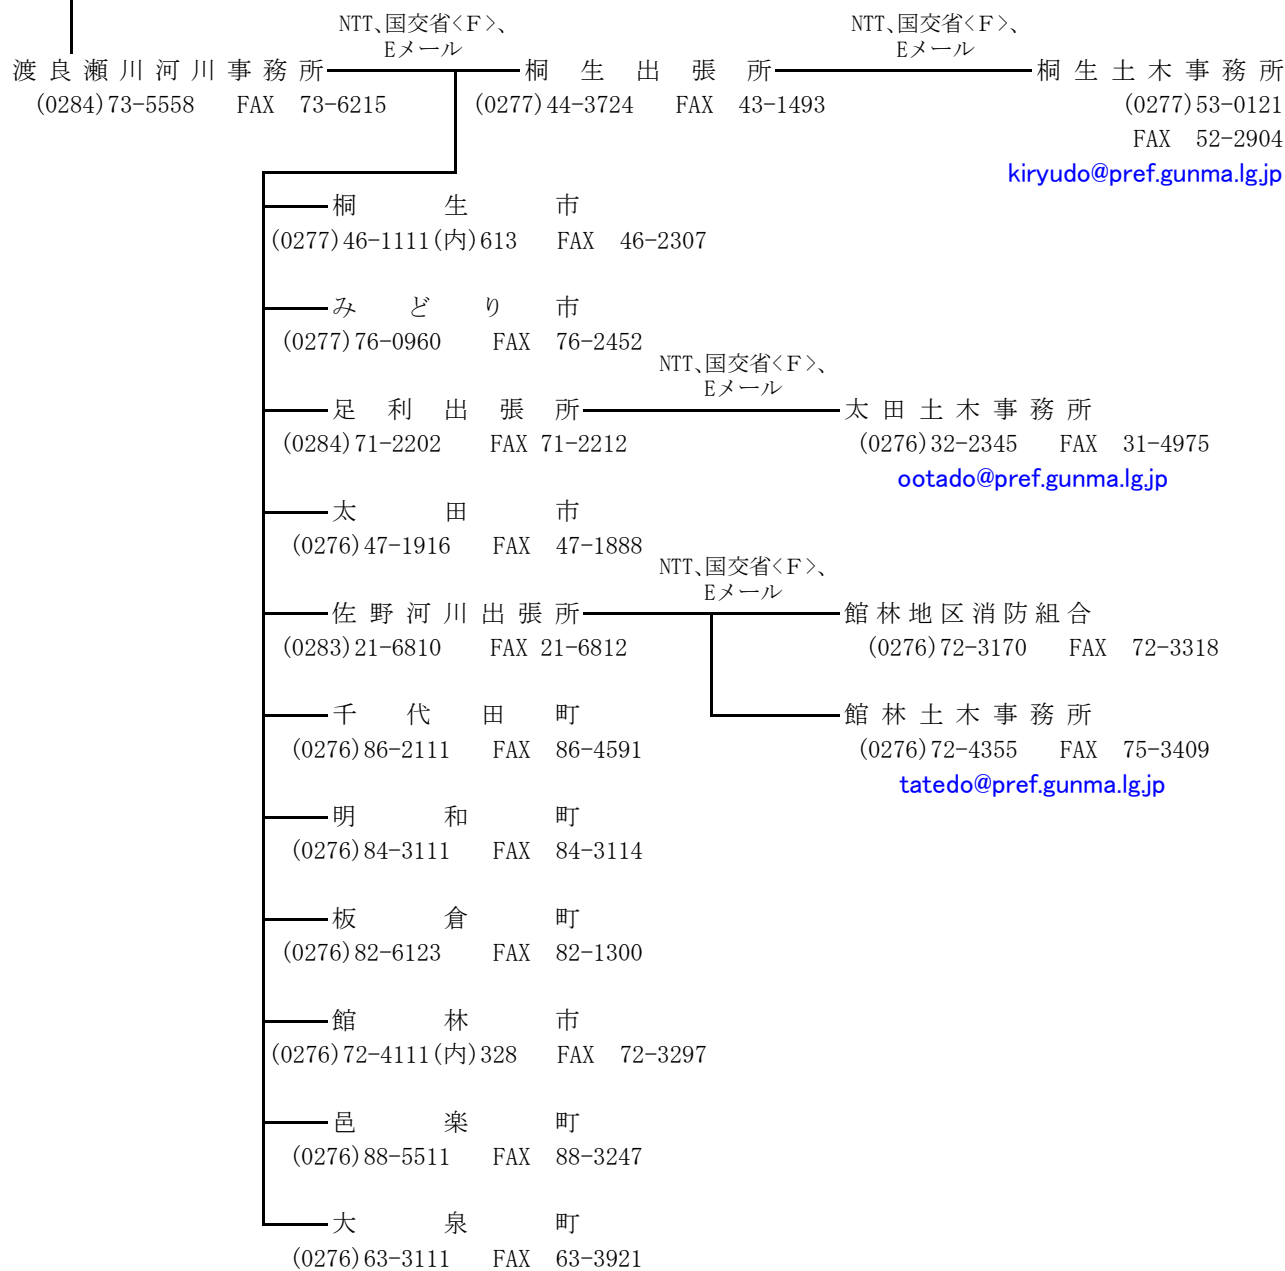 NTT、国交省<Ｆ>、
Eメール
NTT、国交省<Ｆ>、
Eメール
渡良瀬川河川事務所
桐生出張所
桐生土木事務所
(0284)73-5558 FAX 73-6215
(0277)44-3724 FAX 43-1493
(0277)53-0121
FAX 52-2904
kiryudo@pref.gunma.lg.jp
桐生市
(0277)46-1111(内)613 FAX 46-2307
みどり市
(0277)76-0960 FAX 76-2452
NTT、国交省<Ｆ>、
Eメール
足利出張所
太田土木事務所
(0284)71-2202 FAX 71-2212
(0276)32-2345 FAX 31-4975
ootado@pref.gunma.lg.jp
太田市
(0276)47-1916 FAX 47-1888
NTT、国交省<Ｆ>、
Eメール
佐野河川出張所
館林地区消防組合
(0283)21-6810 FAX 21-6812
(0276)72-3170 FAX 72-3318
千代田町
館林土木事務所
(0276)86-2111 FAX 86-4591
(0276)72-4355 FAX 75-3409
tatedo@pref.gunma.lg.jp
明和町
(0276)84-3111 FAX 84-3114
板倉町
(0276)82-6123 FAX 82-1300
館林市
(0276)72-4111(内)328 FAX 72-3297
邑楽町
(0276)88-5511 FAX 88-3247
大泉町
(0276)63-3111 FAX 63-3921